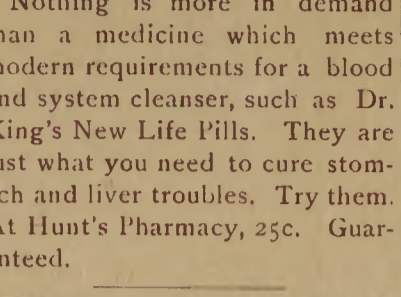 Nothing is more in demand
han a medicine which meets
nodern requirements for a blood
nd system cleanser, such as Dr.
King's New Life Pills. They are
ust what you need to cure stom-
ch and liver troubles. Try them.
At Hunt's Pharmacy, 25c. Guar-
nteed.